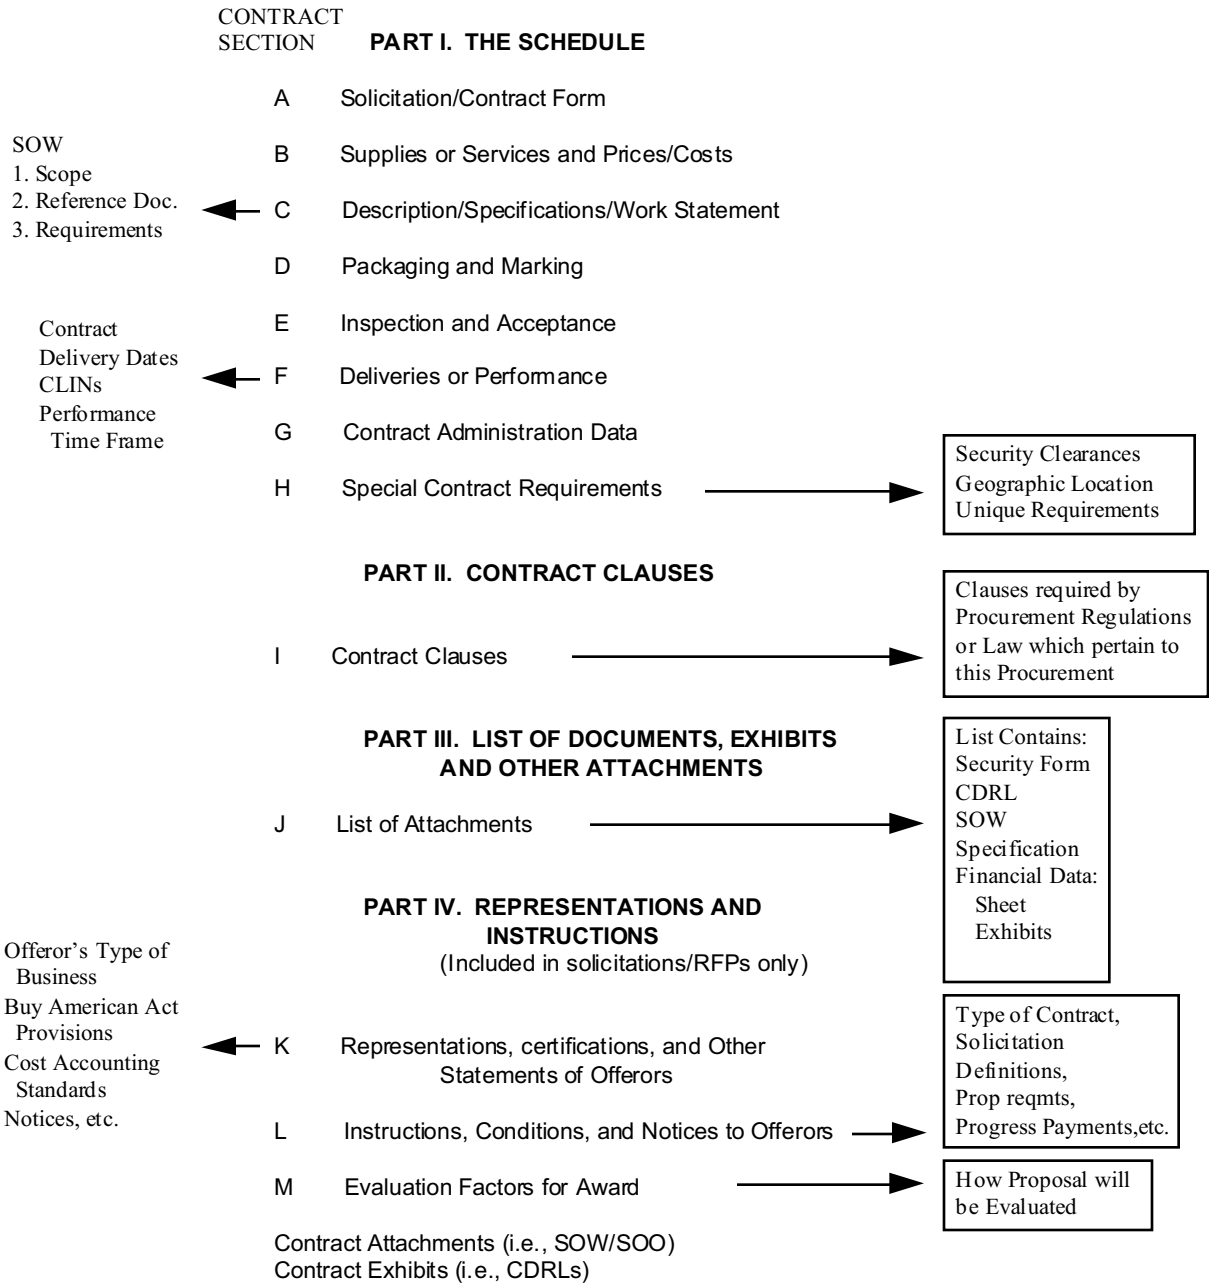 CONTRACT
SECTION
PART I. THE SCHEDULE
A Solicitation/Contract Form
B Supplies or Services and Prices/Costs
SOW
1. Scope
2. Reference Doc.
3. Requirements
C Description/Specifications/Work Statement
D Packaging and Marking
E Inspection and Acceptance
Contract
Delivery Dates
CLINs
Performance
Time Frame
F Deliveries or Performance
G Contract Administration Data
H Special Contract Requirements
Security Clearances
Geographic Location
Unique Requirements
PART II. CONTRACT CLAUSES
I Contract Clauses
Clauses required by
Procurement Regulations
or Law which pertain to
this Procurement
PART III. LIST OF DOCUMENTS, EXHIBITS
AND OTHER ATTACHMENTS
J List of Attachments
List Contains:
Security Form
CDRL
SOW
Specification
Financial Data:
Sheet
Exhibits
PART IV. REPRESENTATIONS AND
INSTRUCTIONS
(Included in solicitations/RFPs only)
Offeror’s Type of
Business
Buy American Act
Provisions
Cost Accounting
Standards
Notices, etc.
K Representations, certifications, and Other
Statements of Offerors
L Instructions, Conditions, and Notices to Offerors
Type of Contract,
Solicitation
Definitions,
Prop reqmts,
Progress Payments,etc.
M Evaluation Factors for Award
How Proposal will
be Evaluated
Contract Attachments (i.e., SOW/SOO)
Contract Exhibits (i.e., CDRLs)